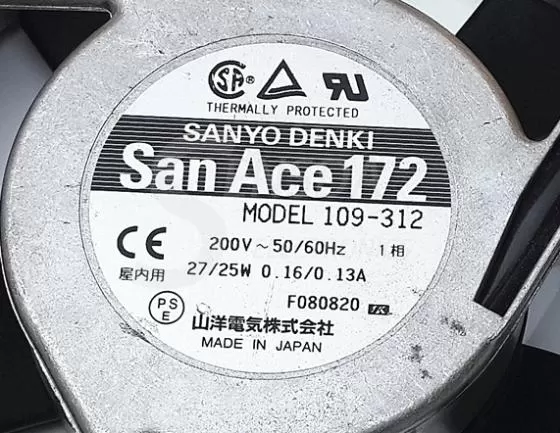 THERMALLY PROTECTED
SANYO DENKI
San Ace 172
MODEL 109-312
CE 200V~50/60Hz 1相
屋内用 27/25W 0.16/0.13A
F080820
PSE 山洋電気株式会社
MADE IN JAPAN